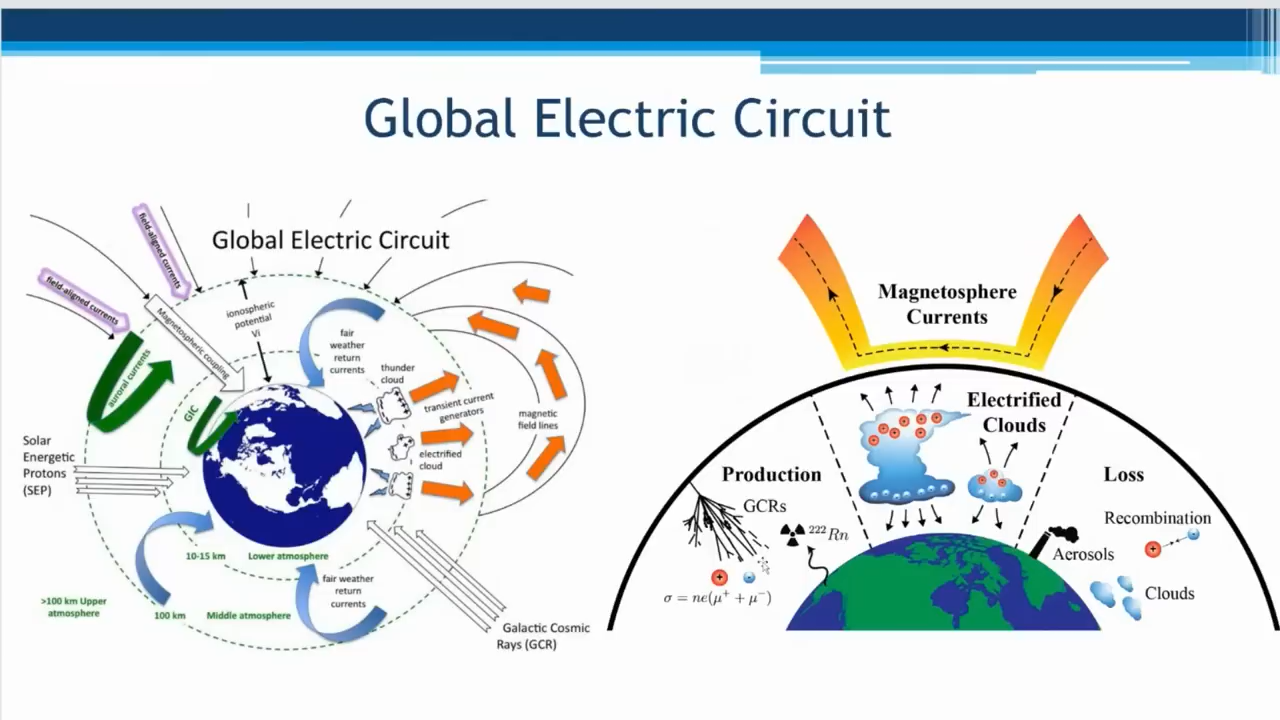 Global Electric Circuit
Global Electric Circuit
field-aligned currents
field-aligned currents
Magnetospheric coupling
auroral currents
GIC
ionospheric
potential
Vi
fair
weather
return
currents
thunder
cloud
transient current
generators
electrified
cloud
magnetic
field lines
Solar
Energetic
Protons
(SEP)
10-15 km
Lower atmosphere
>100 km Upper
atmosphere
100 km
Middle atmosphere
fair weather
return
currents
Galactic Cosmic
Rays (GCR)
Magnetosphere
Currents
Electrified
Clouds
Production
Loss
GCRs
²²²Rn
σ = ne(μ⁺ + μ⁻)
Recombination
Aerosols
Clouds